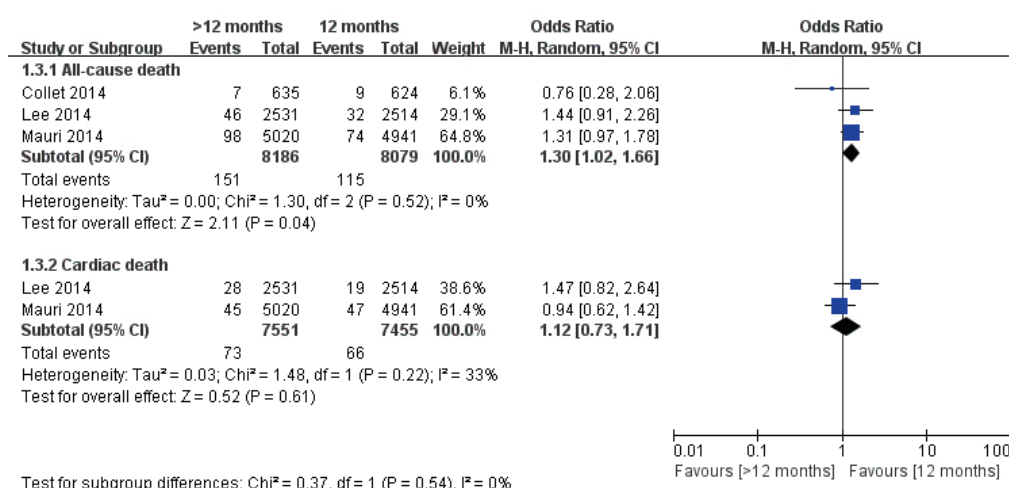 >12 months 12 months Odds Ratio Odds Ratio
Study or Subgroup Events Total Events Total Weight M-H, Random, 95% CI M-H, Random, 95% CI
1.3.1 All-cause death
Collet 2014 7 635 9 624 6.1% 0.76 [0.28, 2.06]
Lee 2014 46 2531 32 2514 29.1% 1.44 [0.91, 2.26]
Mauri 2014 98 5020 74 4941 64.8% 1.31 [0.97, 1.78]
Subtotal (95% CI) 8186 8079 100.0% 1.30 [1.02, 1.66]
Total events 151 115
Heterogeneity: Tau² = 0.00; Chi² = 1.30, df = 2 (P = 0.52); I² = 0%
Test for overall effect: Z = 2.11 (P = 0.04)
1.3.2 Cardiac death
Lee 2014 28 2531 19 2514 38.6% 1.47 [0.82, 2.64]
Mauri 2014 45 5020 47 4941 61.4% 0.94 [0.62, 1.42]
Subtotal (95% CI) 7551 7455 100.0% 1.12 [0.73, 1.71]
Total events 73 66
Heterogeneity: Tau² = 0.03; Chi² = 1.48, df = 1 (P = 0.22); I² = 33%
Test for overall effect: Z = 0.52 (P = 0.61)
0.01 0.1 1 10 100
Favours [>12 months] Favours [12 months]
Test for subgroup differences: Chi² = 0.37, df = 1 (P = 0.54), I² = 0%